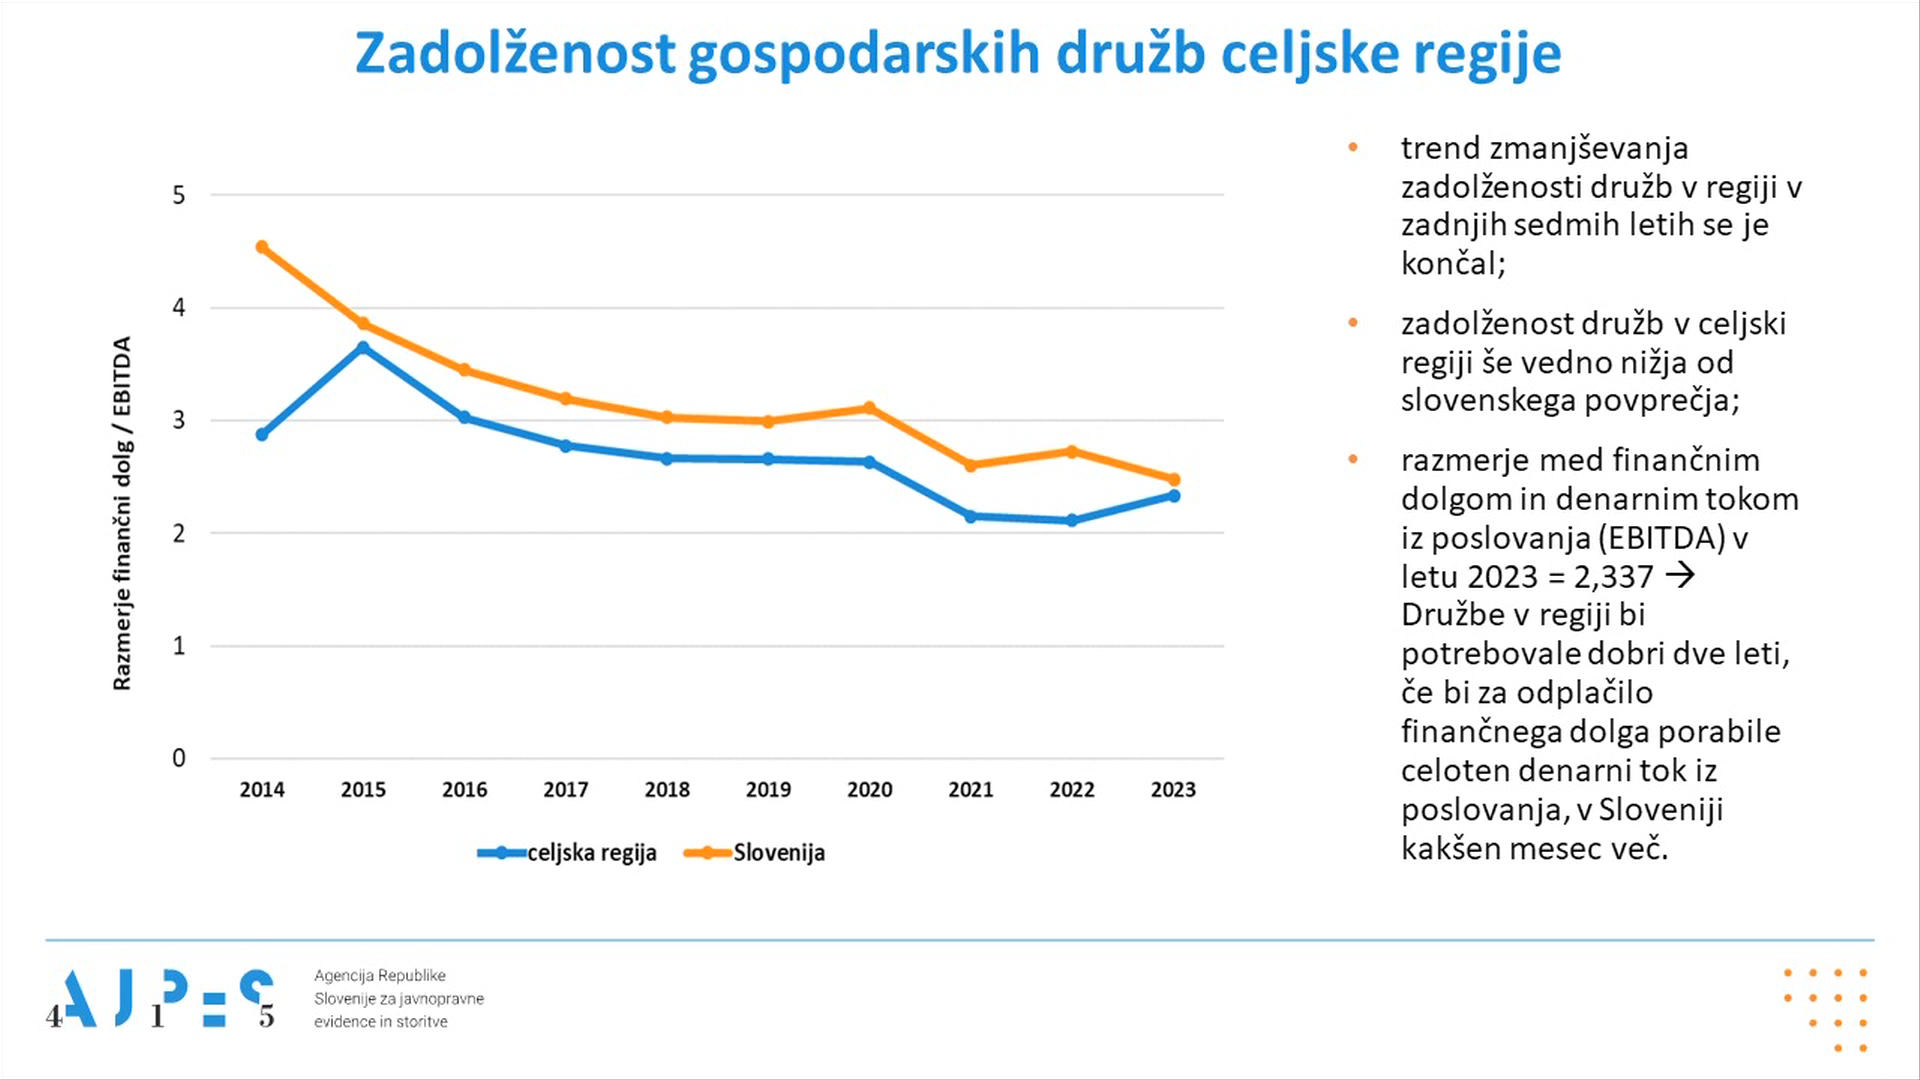 Zadolženost gospodarskih družb celjske regije
5
4
3
2
1
0
Razmerje finančni dolg / EBITDA
2014 2015 2016 2017 2018 2019 2020 2021 2022 2023
celjska regija Slovenija
• trend zmanjševanja
zadolženosti družb v regiji v
zadnjih sedmih letih se je
končal;
• zadolženost družb v celjski
regiji še vedno nižja od
slovenskega povprečja;
• razmerje med finančnim
dolgom in denarnim tokom
iz poslovanja (EBITDA) v
letu 2023 = 2,337 →
Družbe v regiji bi
potrebovale dobri dve leti,
če bi za odplačilo
finančnega dolga porabile
celoten denarni tok iz
poslovanja, v Sloveniji
kakšen mesec več.
AJPES
4 1 5
Agencija Republike
Slovenije za javnopravne
evidence in storitve